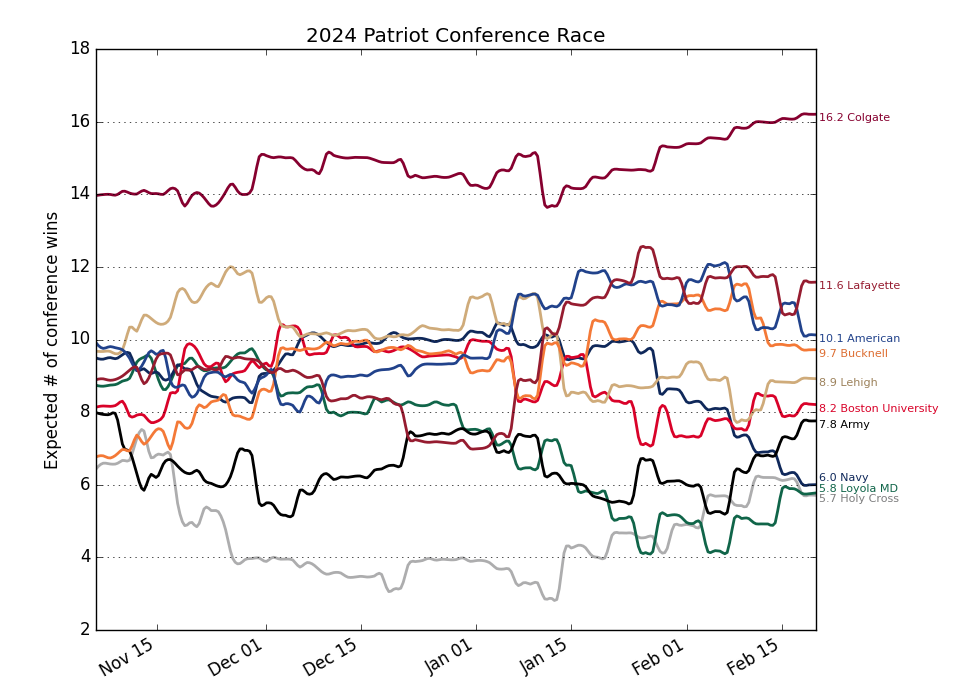 2024 Patriot Conference Race
Expected # of conference wins
18
16
14
12
10
8
6
4
2
16.2 Colgate
11.6 Lafayette
10.1 American
9.7 Bucknell
8.9 Lehigh
8.2 Boston University
7.8 Army
6.0 Navy
5.8 Loyola MD
5.7 Holy Cross
Nov 15
Dec 01
Dec 15
Jan 01
Jan 15
Feb 01
Feb 15